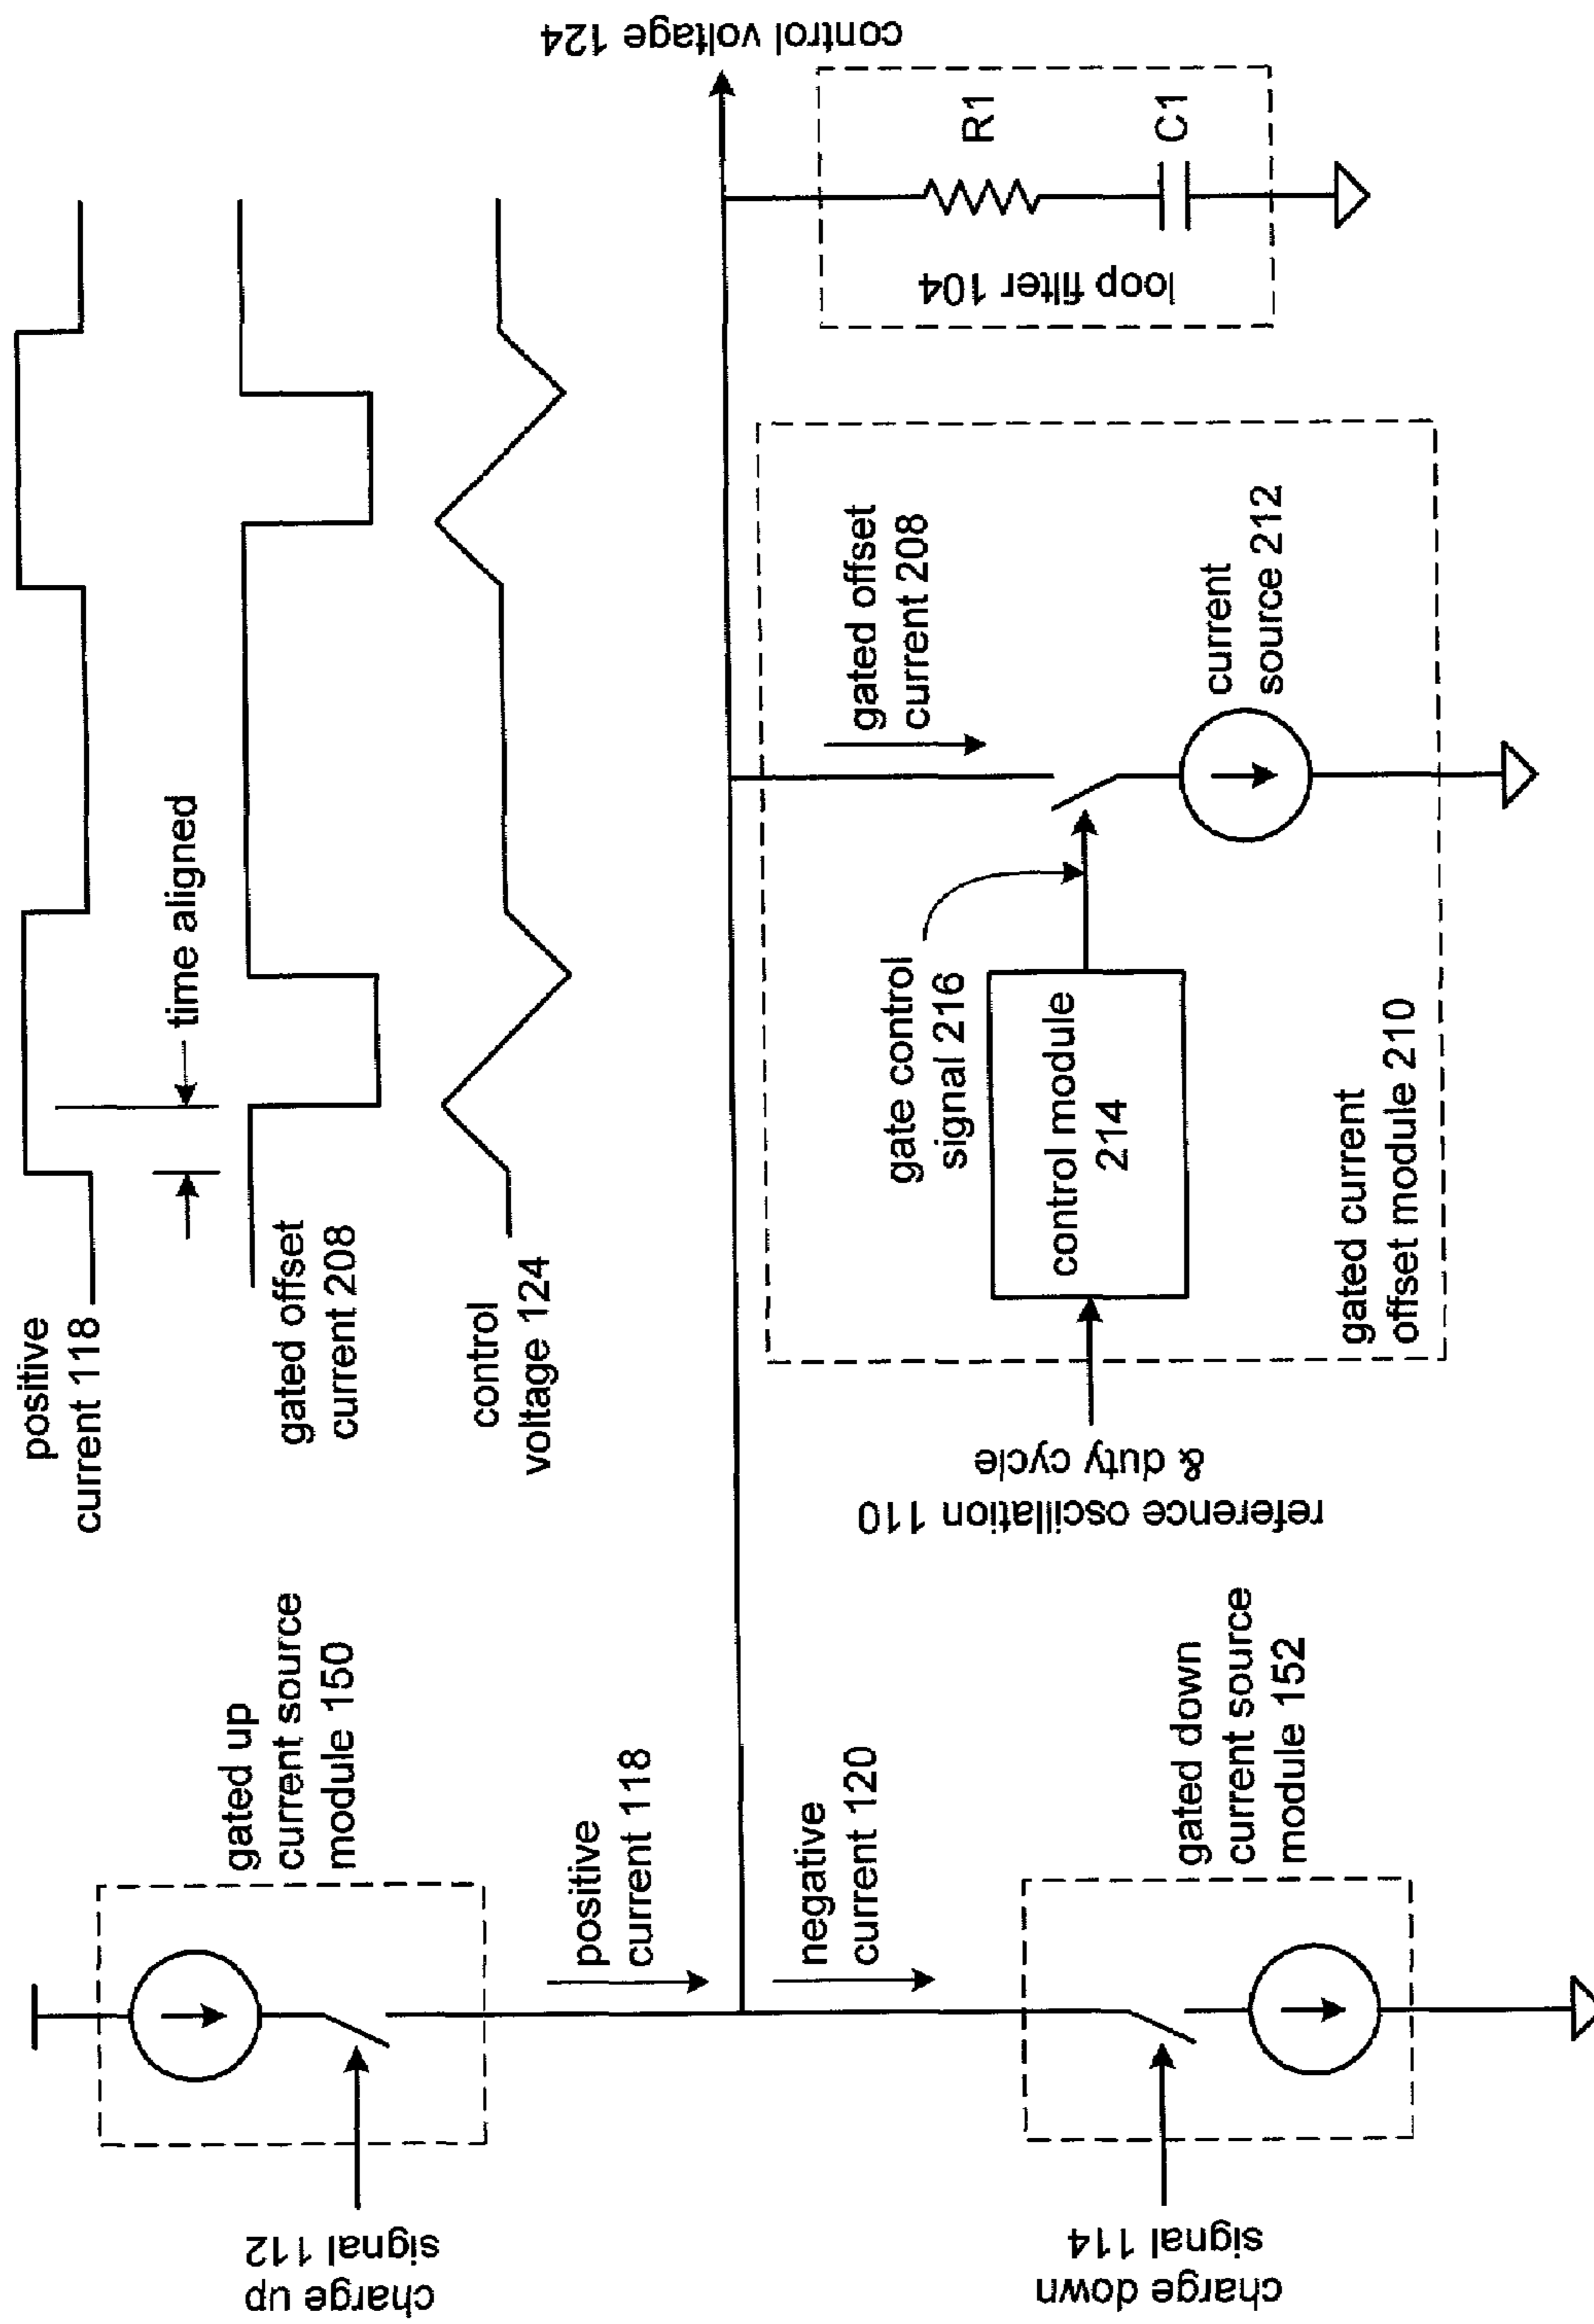 positive
current 118
time aligned
gated offset
current 208
control
voltage 124
control voltage 124
gated up
current source
module 150
charge up
signal 112
positive
current 118
negative
current 120
gated down
current source
module 152
charge down
signal 114
reference oscillation 110
& duty cycle
gate control
signal 216
control module
214
gated offset
current 208
current
source 212
gated current
offset module 210
loop filter 104
R1
C1